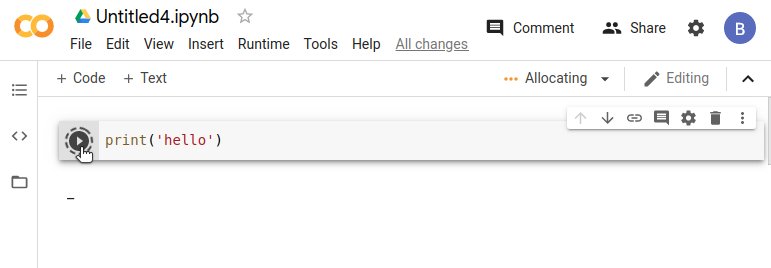 Untitled4.ipynb
Comment
Share
B
File Edit View Insert Runtime Tools Help All changes
+ Code + Text
Allocating
Editing
print('hello')